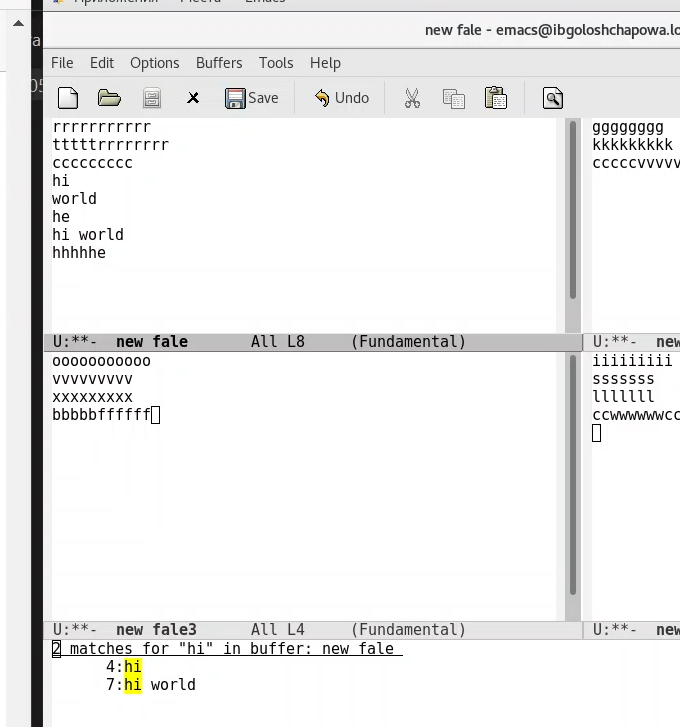 Приложения Места Emacs
new fale - emacs@ibgoloshchapowa.lo
File Edit Options Buffers Tools Help
Save Undo
rrrrrrrrrrr
tttttrrrrrrrr
ccccccccc
hi
world
he
hi world
hhhhhe
U:**- new fale All L8 (Fundamental)
gggggggg
kkkkkkkkk
cccccvvvvv
U:**- new
ooooooooooo
vvvvvvvvv
xxxxxxxxx
bbbbbffffff
U:**- new fale3 All L4 (Fundamental)
iiiiiiiii
sssssss
lllllll
ccwwwwwwcc
U:**- new
2 matches for "hi" in buffer: new fale
4:hi
7:hi world